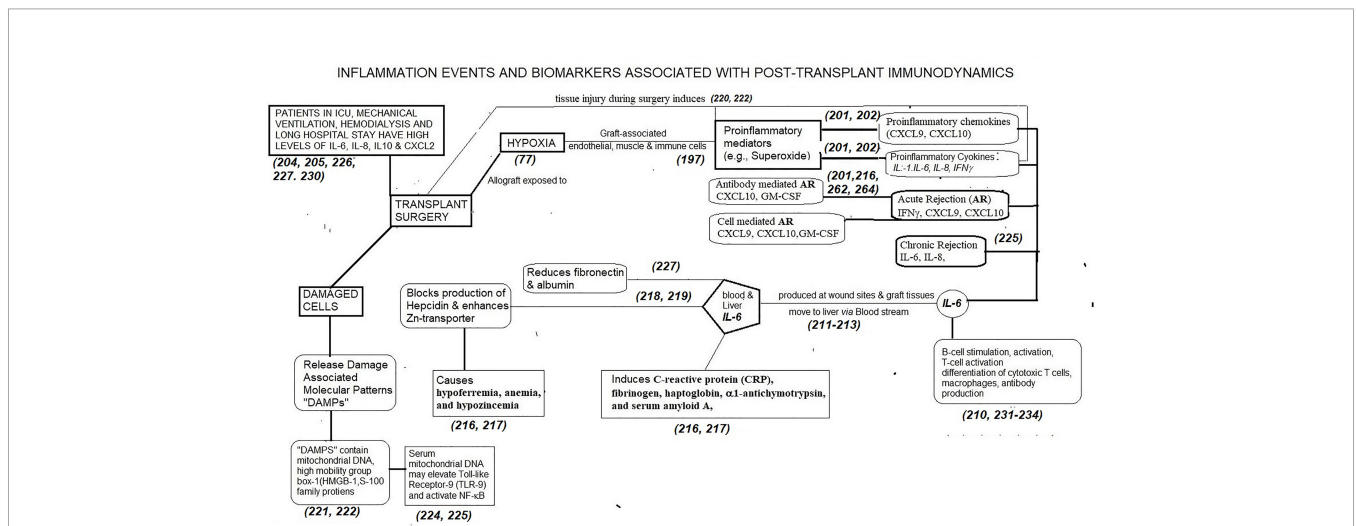 INFLAMMATION EVENTS AND BIOMARKERS ASSOCIATED WITH POST-TRANSPLANT IMMUNODYNAMICS
tissue injury during surgery induces (220, 222)
PATIENTS IN ICU, MECHANICAL
VENTILATION, HEMODIALYSIS AND
LONG HOSPITAL STAY HAVE HIGH
LEVELS OF IL-6, IL-8, IL10 & CXCL2
(204, 205, 226,
227. 230)
HYPOXIA
(77)
Graft-associated
endothelial, muscle & immune cells
(197)
Allograft exposed to
TRANSPLANT
SURGERY
Proinflammatory
mediators
(e.g., Superoxide)
(201, 202)
Proinflammatory chemokines
(CXCL9, CXCL10)
(201, 202)
Proinflammatory Cyokines:
IL:-1.IL-6, IL-8, IFNγ
(201,216,
262, 264)
Antibody mediated AR
CXCL10, GM-CSF
Acute Rejection (AR)
IFNγ, CXCL9, CXCL10
Cell mediated AR
CXCL9, CXCL10,GM-CSF
(225)
Chronic Rejection
IL-6, IL-8,
DAMAGED
CELLS
Blocks production of
Hepcidin & enhances
Zn-transporter
Reduces fibronectin
& albumin
(227)
(218, 219)
blood &
Liver
IL-6
produced at wound sites & graft tissues
move to liver via Blood stream
(211-213)
IL-6
B-cell stimulation, activation,
T-cell activation
differentiation of cytotoxic T cells,
macrophages, antibody
production
(210, 231-234)
Release Damage
Associated
Molecular Patterns
"DAMPs"
Causes
hypoferremia, anemia,
and hypozincemia
(216, 217)
Induces C-reactive protein (CRP),
fibrinogen, haptoglobin, α1-antichymotrypsin,
and serum amyloid A,
(216, 217)
"DAMPS" contain
mitochondrial DNA,
high mobility group
box-1(HMGB-1,S-100
family protiens
(221, 222)
Serum
mitochondrial DNA
may elevate Toll-like
Receptor-9 (TLR-9)
and activate NF-κB
(224, 225)